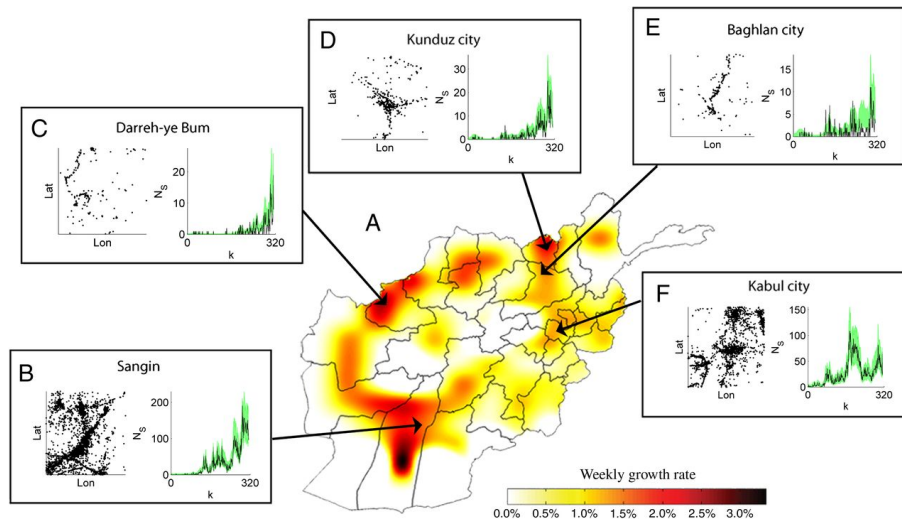 D
Kunduz city
Lat
Lon
N_S
30
20
10
0
0
320
k
E
Baghlan city
Lat
Lon
N_S
15
10
5
0
0
320
k
C
Darreh-ye Bum
Lat
Lon
N_S
20
10
0
0
320
k
A
F
Kabul city
Lat
Lon
N_S
150
100
50
0
0
320
k
B
Sangin
Lat
Lon
N_S
200
100
0
0
320
k
Weekly growth rate
0.0% 0.5% 1.0% 1.5% 2.0% 2.5% 3.0%